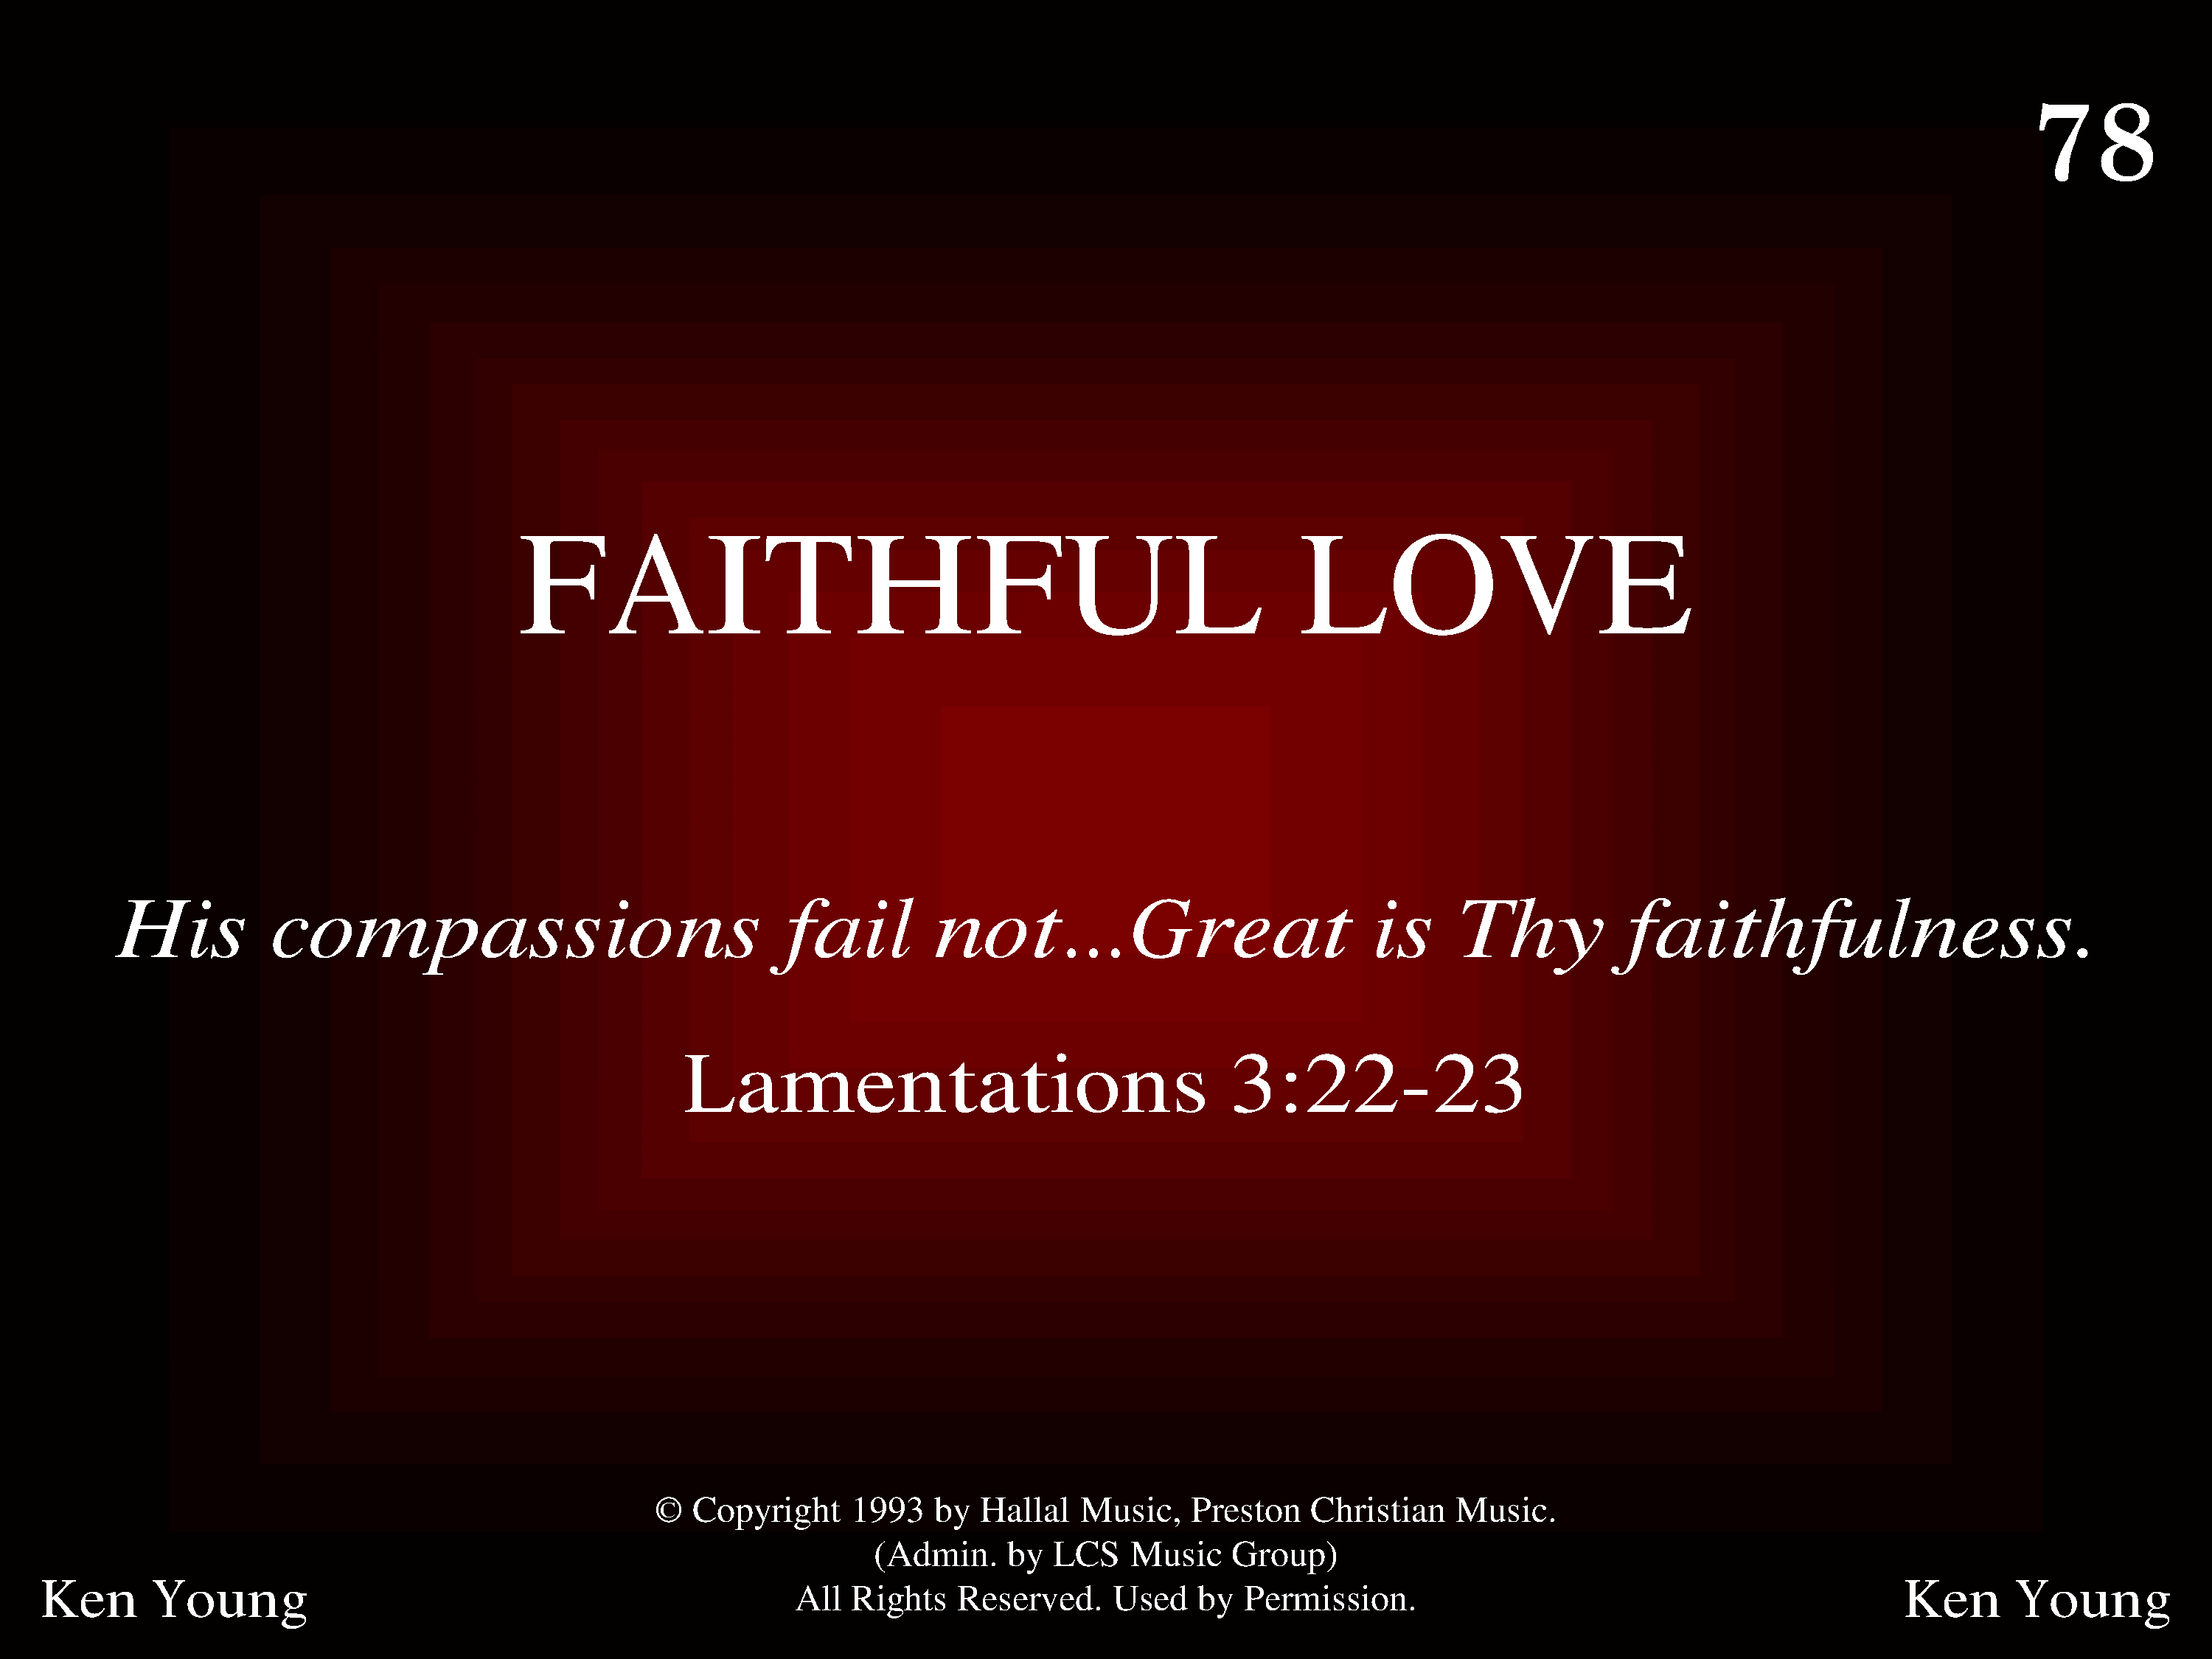 78
FAITHFUL LOVE
His compassions fail not...Great is Thy faithfulness.
Lamentations 3:22-23
© Copyright 1993 by Hallal Music, Preston Christian Music.
(Admin. by LCS Music Group)
All Rights Reserved. Used by Permission.
Ken Young
Ken Young